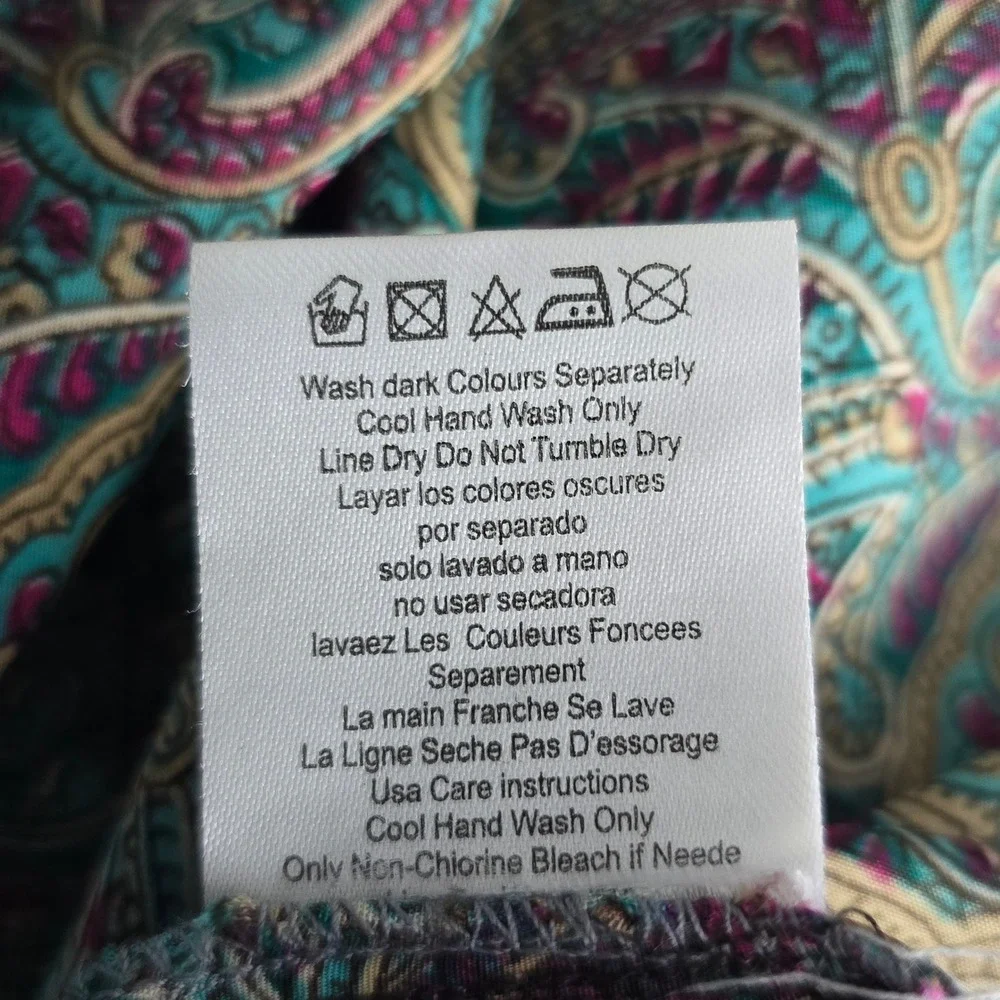 Wash dark Colours Separately
Cool Hand Wash Only
Line Dry Do Not Tumble Dry
Layar los colores oscures
por separado
solo lavado a mano
no usar secadora
lavaez Les Couleurs Foncees
Separement
La main Franche Se Lave
La Ligne Seche Pas D'essorage
Usa Care instructions
Cool Hand Wash Only
Only Non-Chiorine Bleach if Neede